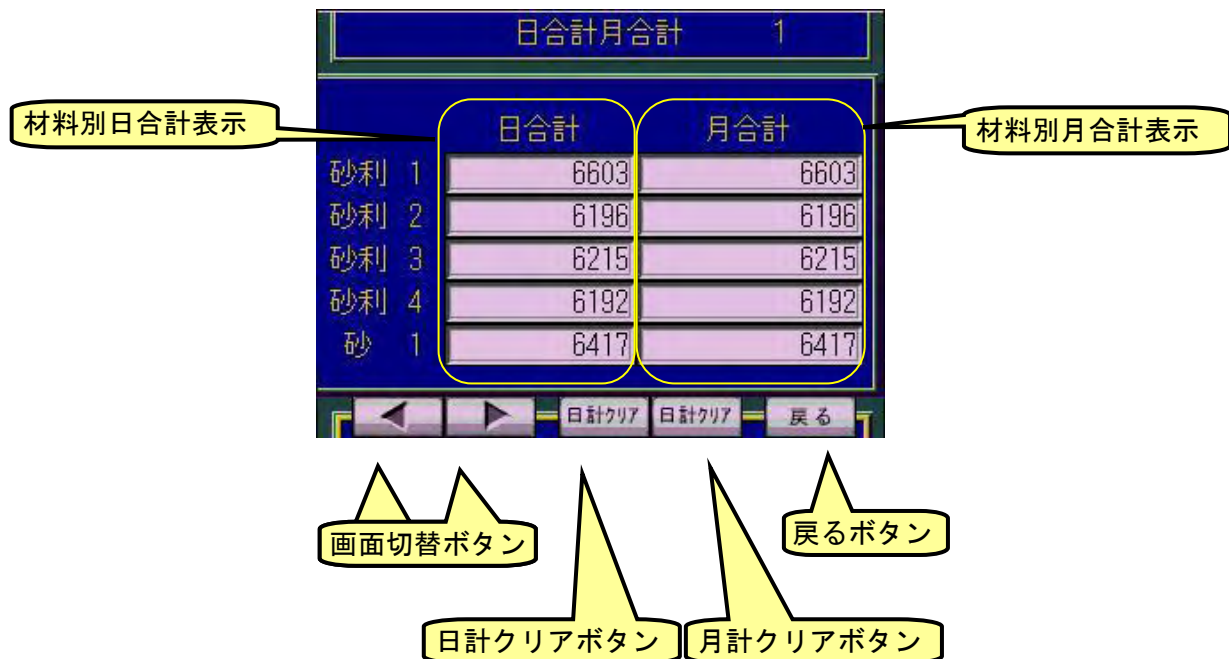 日合計月合計 1
材料別日合計表示
日合計 月合計
材料別月合計表示
砂利 1 6603 6603
砂利 2 6196 6196
砂利 3 6215 6215
砂利 4 6192 6192
砂 1 6417 6417
日計クリア 日計クリア 戻る
画面切替ボタン
戻るボタン
日計クリアボタン
月計クリアボタン